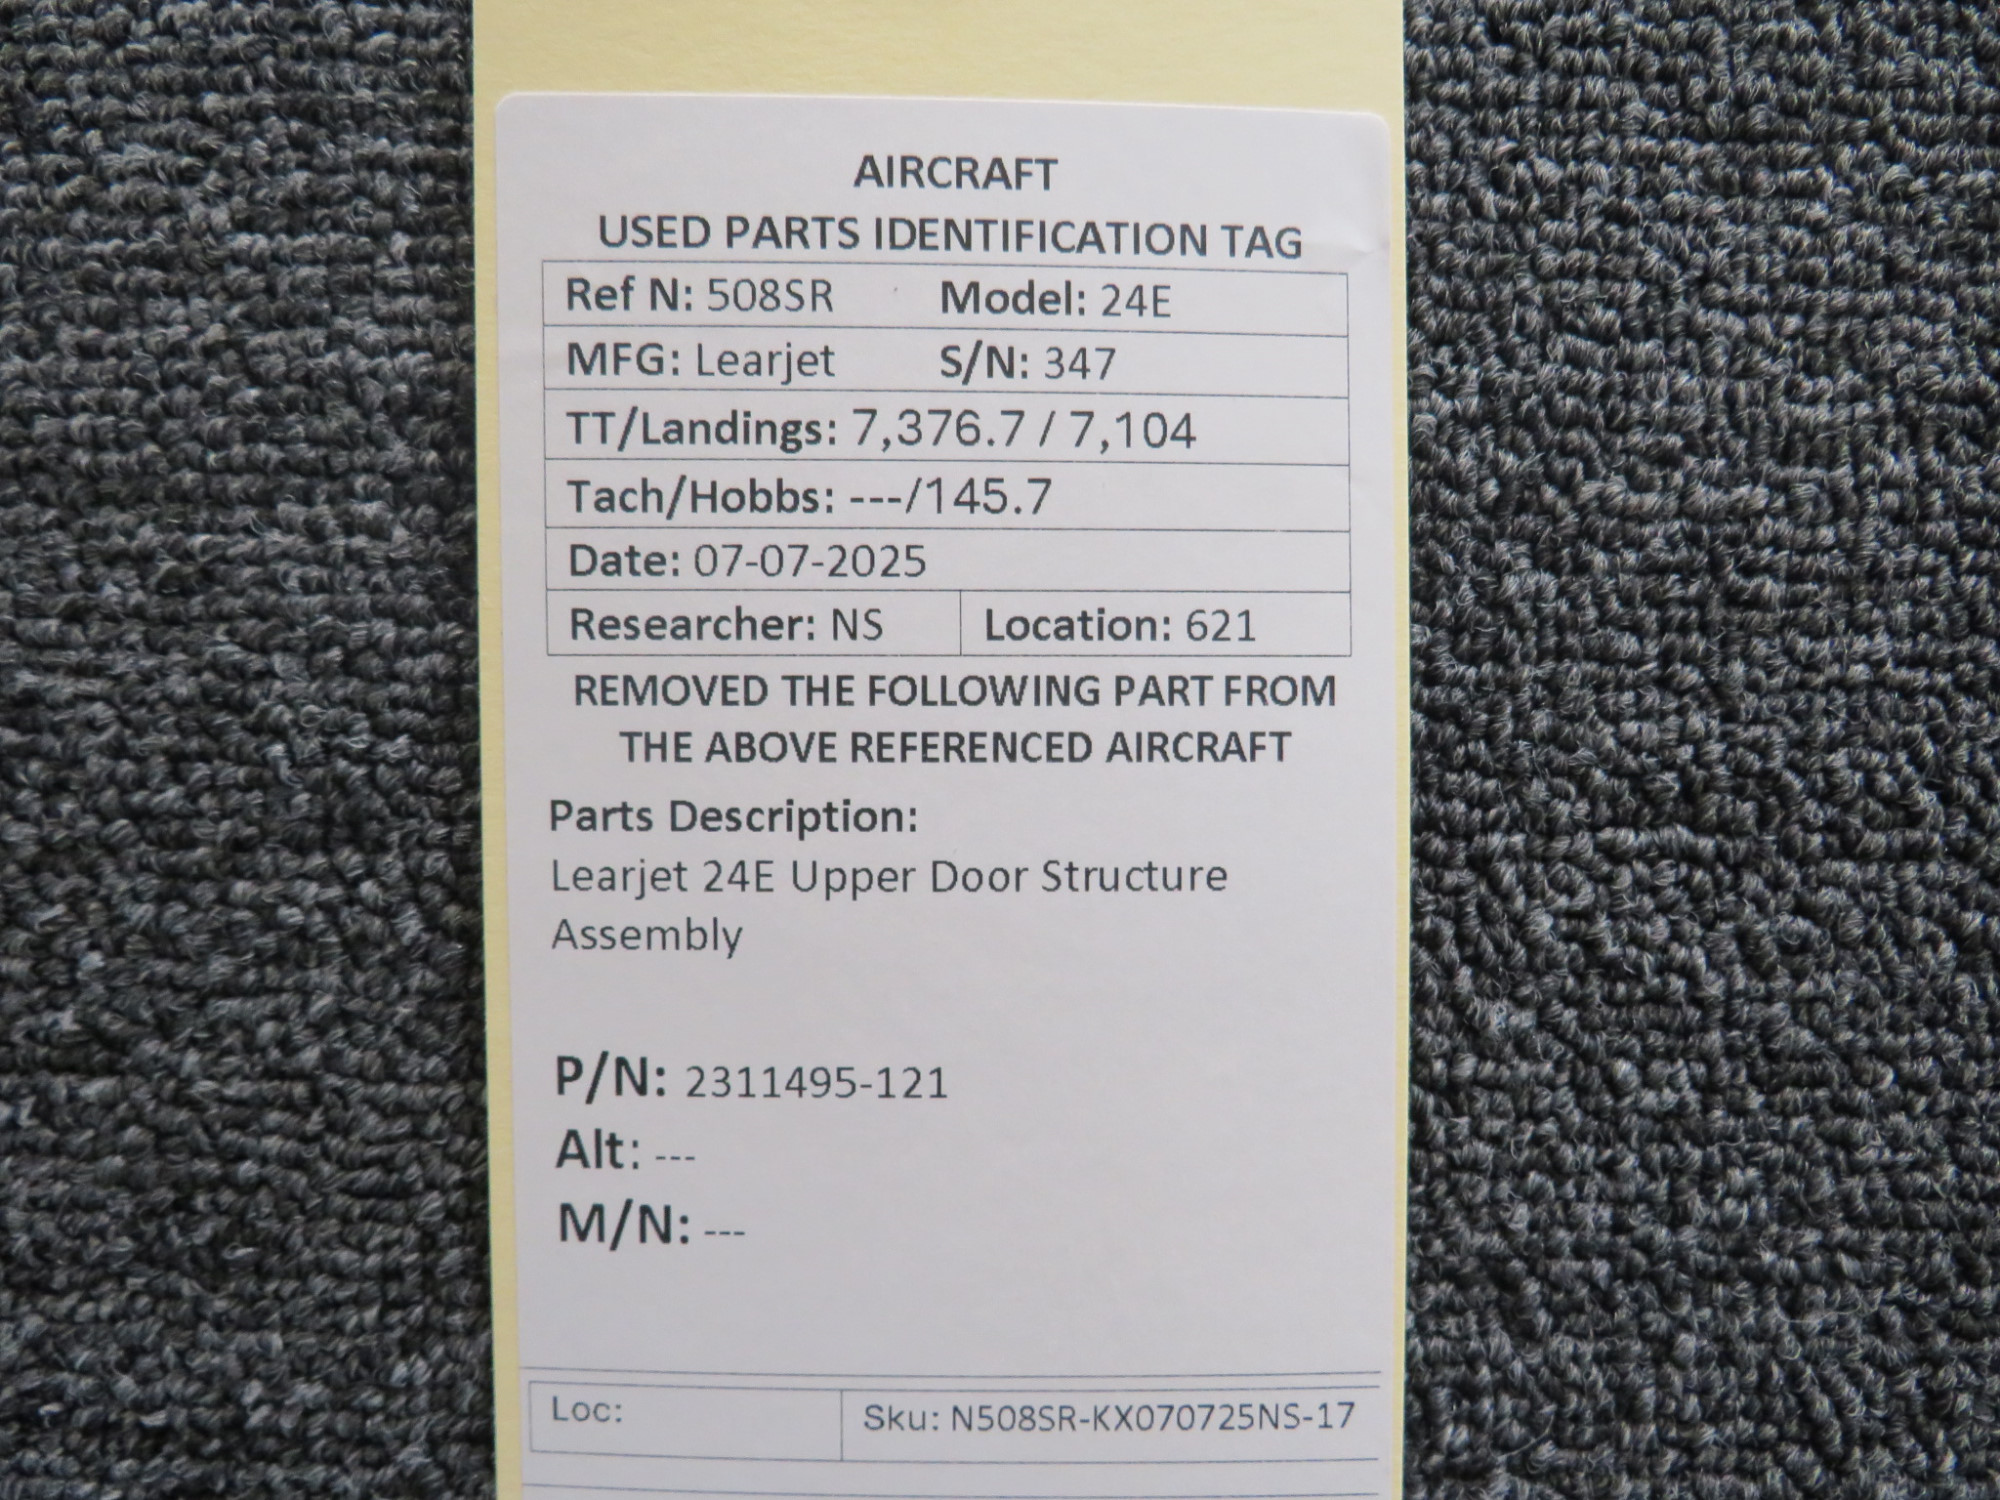 AIRCRAFT
USED PARTS IDENTIFICATION TAG
Ref N: 508SR Model: 24E
MFG: Learjet S/N: 347
TT/Landings: 7,376.7 / 7,104
Tach/Hobbs: ---/145.7
Date: 07-07-2025
Researcher: NS Location: 621
REMOVED THE FOLLOWING PART FROM
THE ABOVE REFERENCED AIRCRAFT
Parts Description:
Learjet 24E Upper Door Structure
Assembly
P/N: 2311495-121
Alt: ---
M/N: ---
Loc: Sku: N508SR-KX070725NS-17